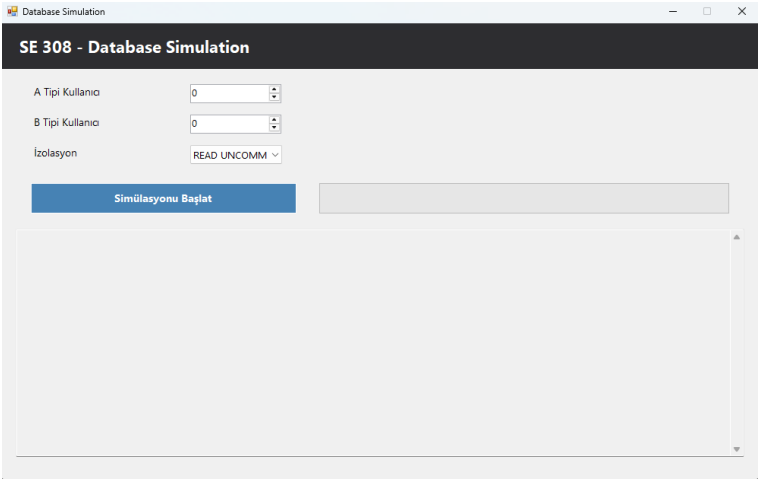 Database Simulation
SE 308 - Database Simulation
A Tipi Kullanıcı
0
B Tipi Kullanıcı
0
İzolasyon
READ UNCOMM
Simülasyonu Başlat